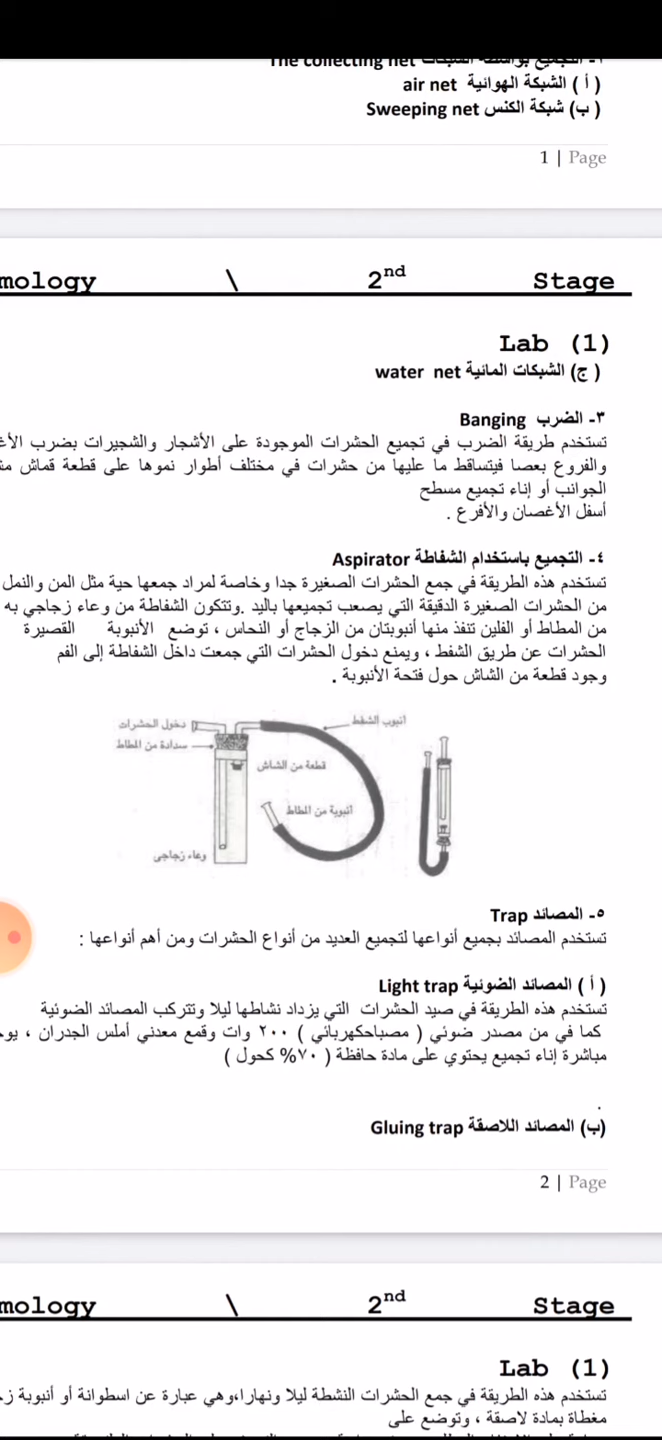 The collecting net التجميع بواسطة الشبكات
( أ ) الشبكة الهوائية air net
( ب) شبكة الكنس Sweeping net
1 | Page
mology \ 2nd Stage
Lab (1)
( ج) الشبكات المائية water net
٣- الضرب Banging
تستخدم طريقة الضرب في تجميع الحشرات الموجودة على الأشجار والشجيرات بضرب
والفروع بعصا فيتساقط ما عليها من حشرات في مختلف أطوار نموها على قطعة قماش
الجوانب أو إناء تجميع مسطح
أسفل الأغصان والأفرع .
٤- التجميع باستخدام الشفاطة Aspirator
تستخدم هذه الطريقة في جمع الحشرات الصغيرة جدا وخاصة لمراد جمعها حية مثل المن والنمل
من الحشرات الصغيرة الدقيقة التي يصعب تجميعها باليد .وتتكون الشفاطة من وعاء زجاجي به
من المطاط أو الفلين تنفذ منها أنبوبتان من الزجاج أو النحاس ، توضع الأنبوبة القصيرة
الحشرات عن طريق الشفط ، ويمنع دخول الحشرات التي جمعت داخل الشفاطة إلى الفم
وجود قطعة من الشاش حول فتحة الأنبوبة .
دخول الحشرات
أنبوب الشفط
سدادة من المطاط
قطعة من الشاش
أنبوبة من المطاط
وعاء زجاجي
٥- المصائد Trap
تستخدم المصائد بجميع أنواعها لتجميع العديد من أنواع الحشرات ومن أهم أنواعها :
( أ ) المصائد الضوئية Light trap
تستخدم هذه الطريقة في صيد الحشرات التي يزداد نشاطها ليلا وتتركب المصائد الضوئية
كما في من مصدر ضوئي ( مصباحكهربائي ) ٢٠٠ وات وقمع معدني أملس الجدران ،
مباشرة إناء تجميع يحتوي على مادة حافظة ( ٧٠% كحول )
.
(ب) المصائد اللاصقة Gluing trap
2 | Page
mology \ 2nd Stage
Lab (1)
تستخدم هذه الطريقة في جمع الحشرات النشطة ليلا ونهارا،وهي عبارة عن اسطوانة أو أنبوبة
مغطاة بمادة لاصقة ، وتوضع على